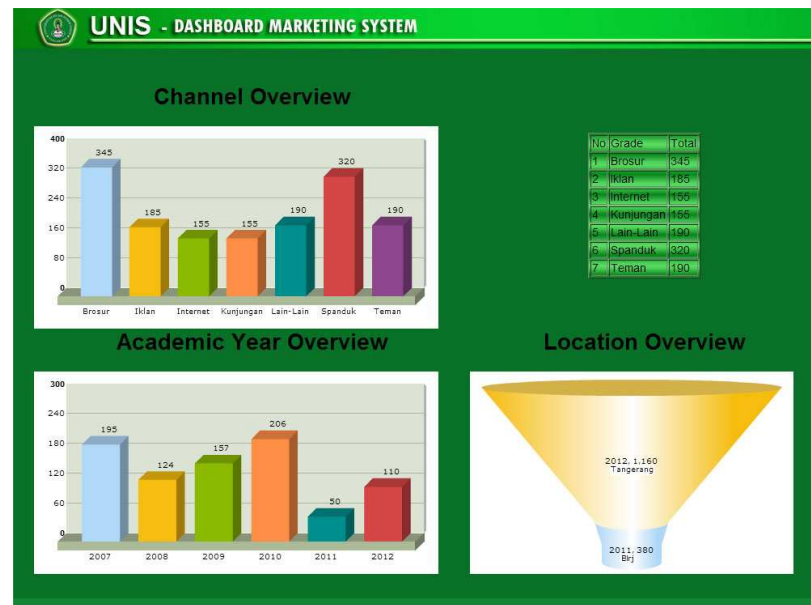 UNIS - DASHBOARD MARKETING SYSTEM
Channel Overview
400
320
240
160
80
0
345
185
155
155
190
320
190
Brosur Iklan Internet Kunjungan Lain-Lain Spanduk Teman
No Grade Total
1 Brosur 345
2 Iklan 185
3 Internet 155
4 Kunjungan 155
5 Lain-Lain 190
6 Spanduk 320
7 Teman 190
Academic Year Overview
300
240
180
120
60
0
195
124
157
206
50
110
2007 2008 2009 2010 2011 2012
Location Overview
2012, 1,160
Tangerang
2011, 380
Blrj